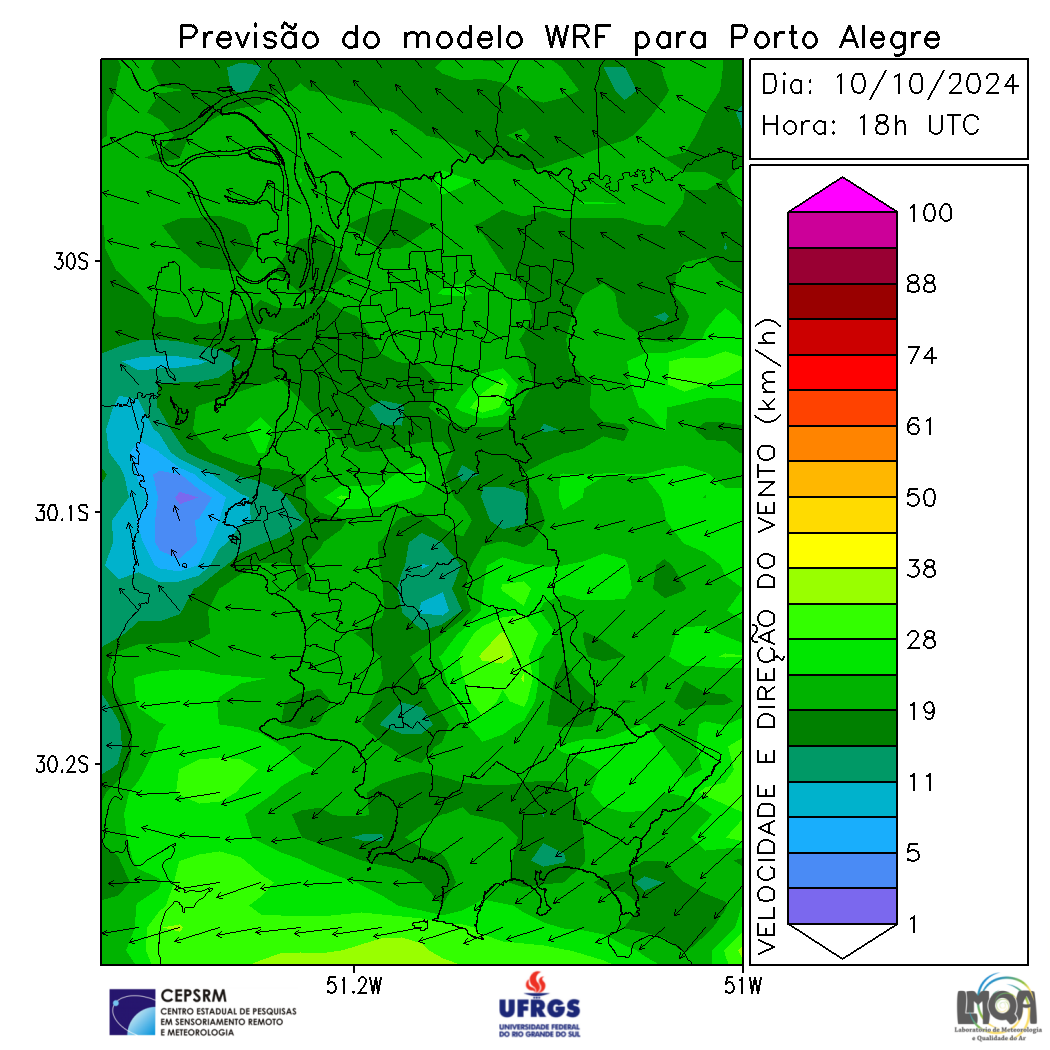 Previsão do modelo WRF para Porto Alegre
Dia: 10/10/2024
Hora: 18h UTC
30S
30.1S
30.2S
51.2W
51W
VELOCIDADE E DIREÇÃO DO VENTO (km/h)
100
88
74
61
50
38
28
19
11
5
1
CEPSRM
CENTRO ESTADUAL DE PESQUISAS
EM SENSORIAMENTO REMOTO
E METEOROLOGIA
UFRGS
UNIVERSIDADE FEDERAL
DO RIO GRANDE DO SUL
LMQA
Laboratório de Meteorologia
e Qualidade do Ar